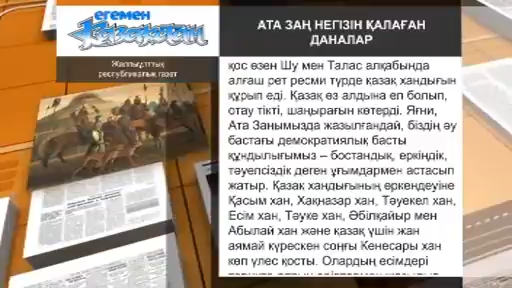 егемен
Қазақстан
Жалпыұлттық
республикалық газет
АТА ЗАҢ НЕГІЗІН ҚАЛАҒАН
ДАНАЛАР
қос өзен Шу мен Талас алқабында
алғаш рет ресми түрде қазақ хандығын
құрып еді. Қазақ өз алдына ел болып,
отау тікті, шаңырағын көтерді. Яғни,
Ата Занымызда жазылғандай, біздің әу
бастағы демократиялық басты
құндылығымыз – бостандық, еркіндік,
тәуелсіздік деген ұғымдармен астасып
жатыр. Қазақ хандығының өркендеуіне
Қасым хан, Хақназар хан, Тәуекел хан,
Есім хан, Тәуке хан, Әбілқайыр мен
Абылай хан және қазақ үшін жан
аямай күрескен соңғы Кенесары хан
көп үлес қосты. Олардың есімдері